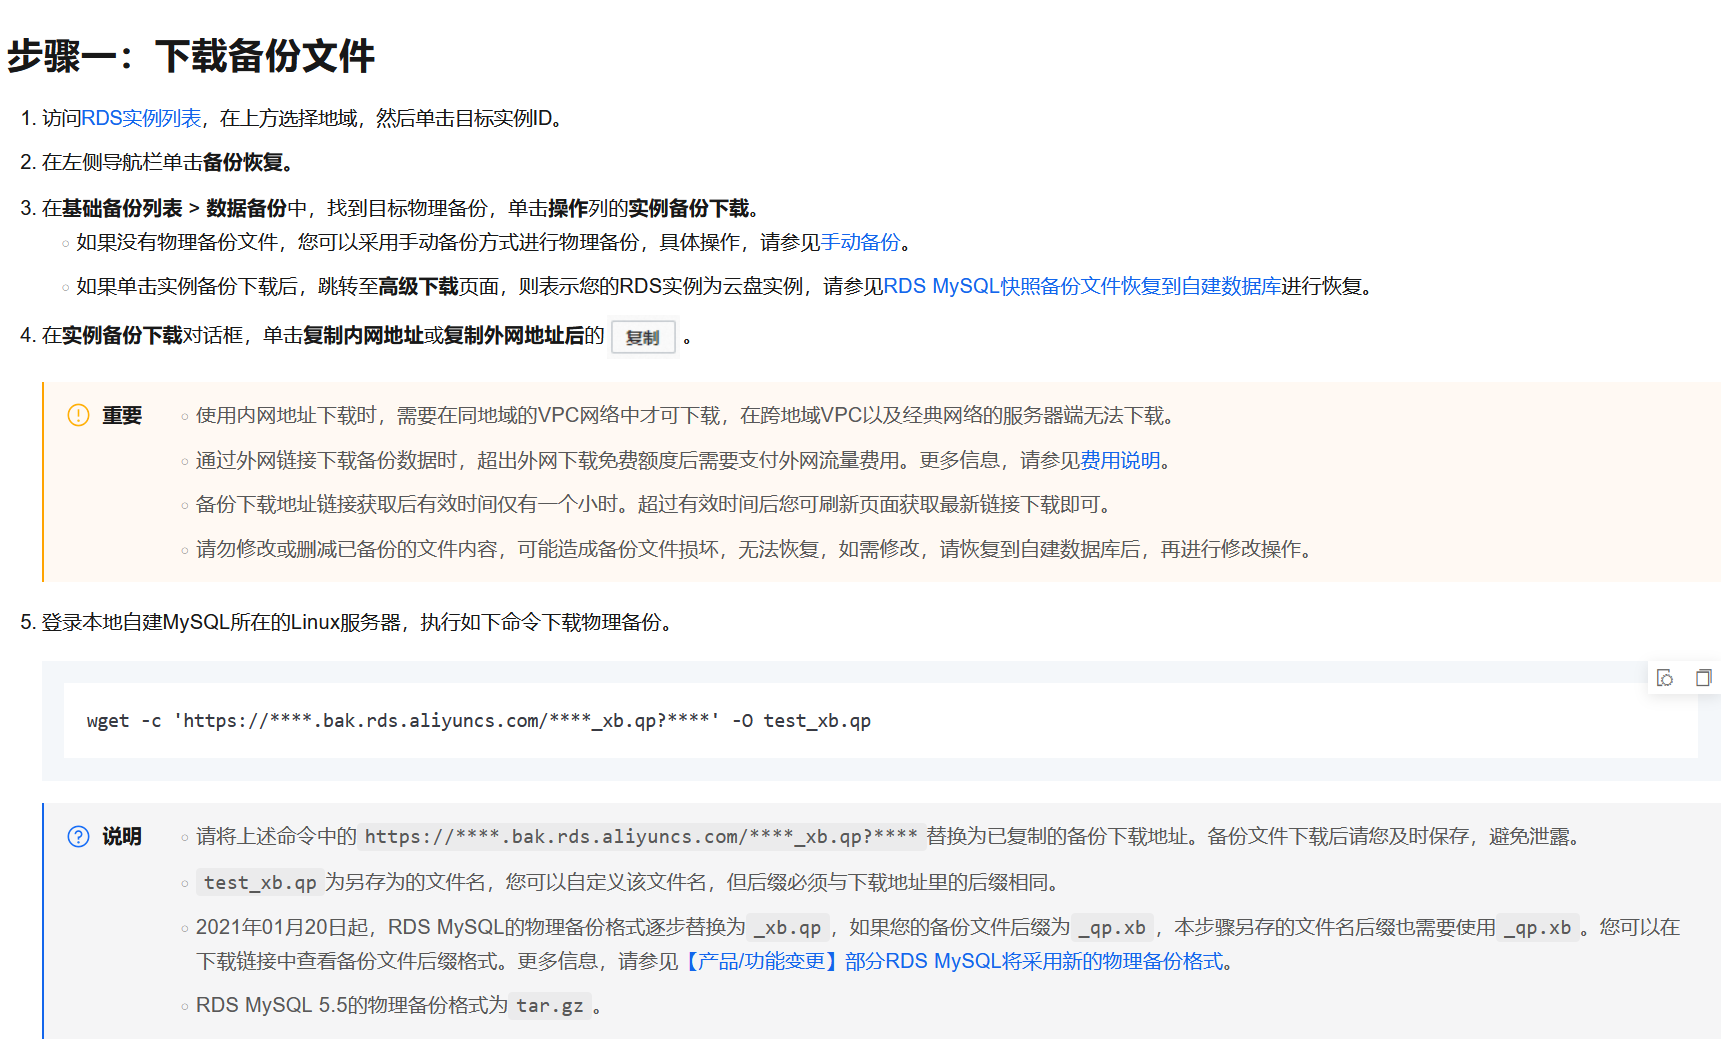 步骤一：下载备份文件
1. 访问RDS实例列表，在上方选择地域，然后单击目标实例ID。
2. 在左侧导航栏单击备份恢复。
3. 在基础备份列表 > 数据备份中，找到目标物理备份，单击操作列的实例备份下载。
如果没有物理备份文件，您可以采用手动备份方式进行物理备份，具体操作，请参见手动备份。
如果单击实例备份下载后，跳转至高级下载页面，则表示您的RDS实例为云盘实例，请参见RDS MySQL快照备份文件恢复到自建数据库进行恢复。
4. 在实例备份下载对话框，单击复制内网地址或复制外网地址后的 复制 。
重要
使用内网地址下载时，需要在同地域的VPC网络中才可下载，在跨地域VPC以及经典网络的服务器端无法下载。
通过外网链接下载备份数据时，超出外网下载免费额度后需要支付外网流量费用。更多信息，请参见费用说明。
备份下载地址链接获取后有效时间仅有一个小时。超过有效时间后您可刷新页面获取最新链接下载即可。
请勿修改或删减已备份的文件内容，可能造成备份文件损坏，无法恢复，如需修改，请恢复到自建数据库后，再进行修改操作。
5. 登录本地自建MySQL所在的Linux服务器，执行如下命令下载物理备份。
wget -c 'https://****.bak.rds.aliyuncs.com/****_xb.qp?****' -O test_xb.qp
说明
请将上述命令中的 https://****.bak.rds.aliyuncs.com/****_xb.qp?**** 替换为已复制的备份下载地址。备份文件下载后请您及时保存，避免泄露。
test_xb.qp 为另存为的文件名，您可以自定义该文件名，但后缀必须与下载地址里的后缀相同。
2021年01月20日起，RDS MySQL的物理备份格式逐步替换为 _xb.qp ，如果您的备份文件后缀为 _qp.xb ，本步骤另存的文件名后缀也需要使用 _qp.xb 。您可以在
下载链接中查看备份文件后缀格式。更多信息，请参见【产品/功能变更】部分RDS MySQL将采用新的物理备份格式。
RDS MySQL 5.5的物理备份格式为 tar.gz 。